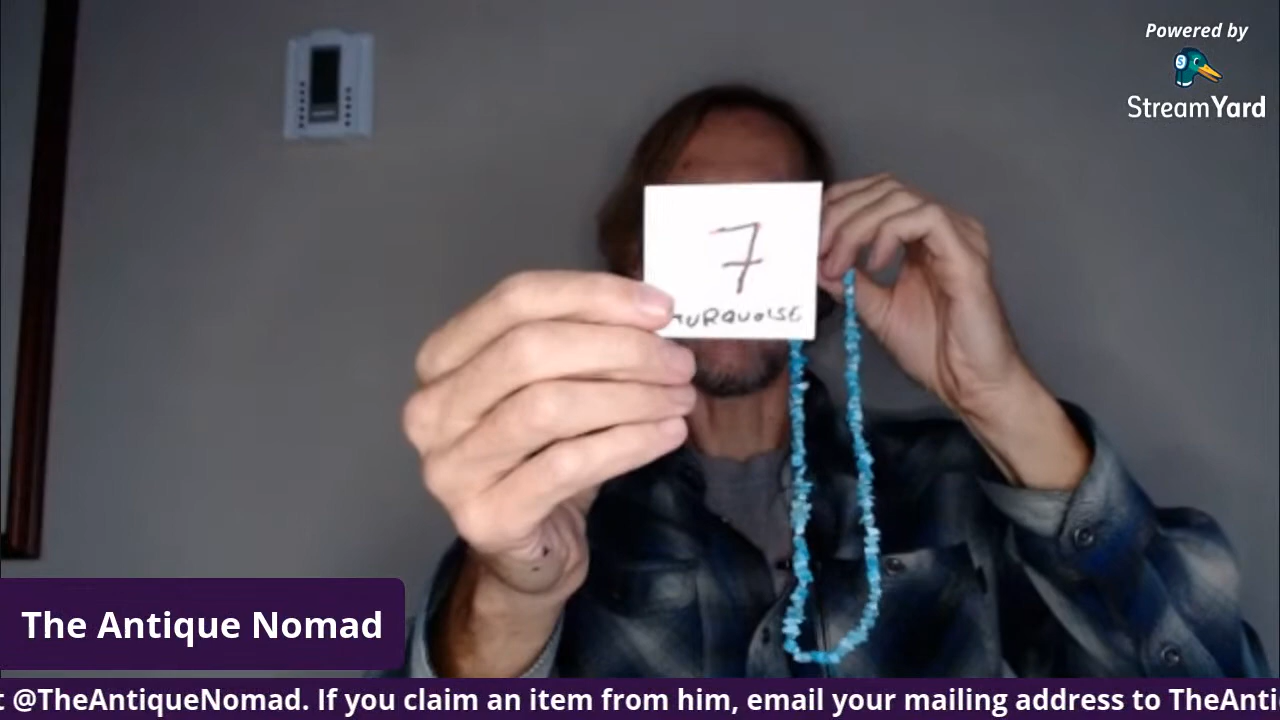 Powered by
StreamYard
7
TURQUOISE
The Antique Nomad
t @TheAntiqueNomad. If you claim an item from him, email your mailing address to TheAnti